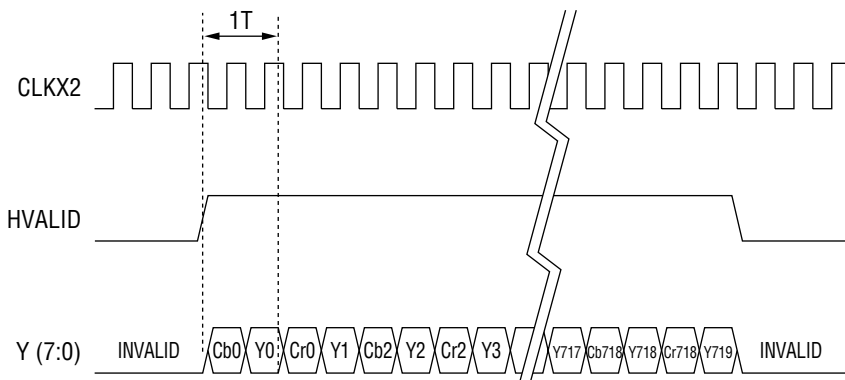 1T
CLKX2
HVALID
Y (7:0) INVALID Cb0 Y0 Cr0 Y1 Cb2 Y2 Cr2 Y3 Y717 Cb718 Y718 Cr718 Y719 INVALID